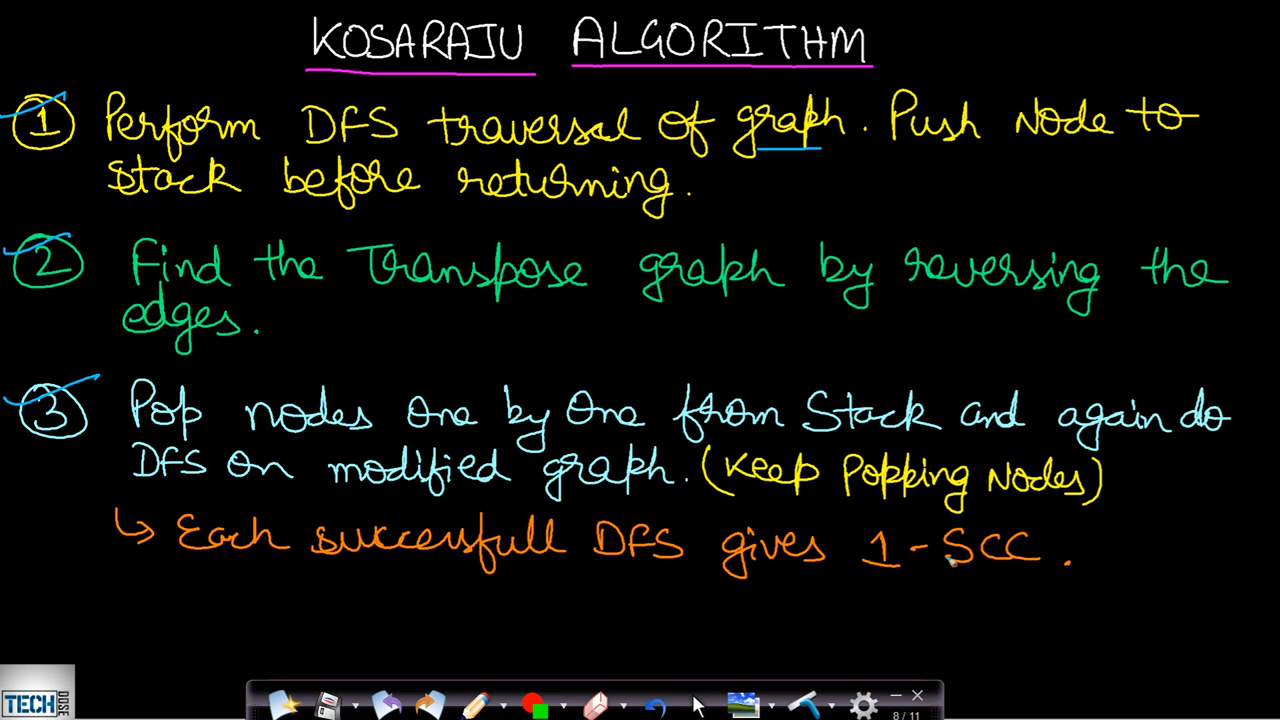 KOSARAJU ALGORITHM
1 Perform DFS traversal of graph. Push Node to
stack before returning.
2 Find the Transpose graph by reversing the
edges.
3 Pop nodes one by one from Stack and again do
DFS on modified graph. (Keep Popping Nodes)
↳ Each successfull DFS gives 1-SCC.
TECH
DOSE
8/11